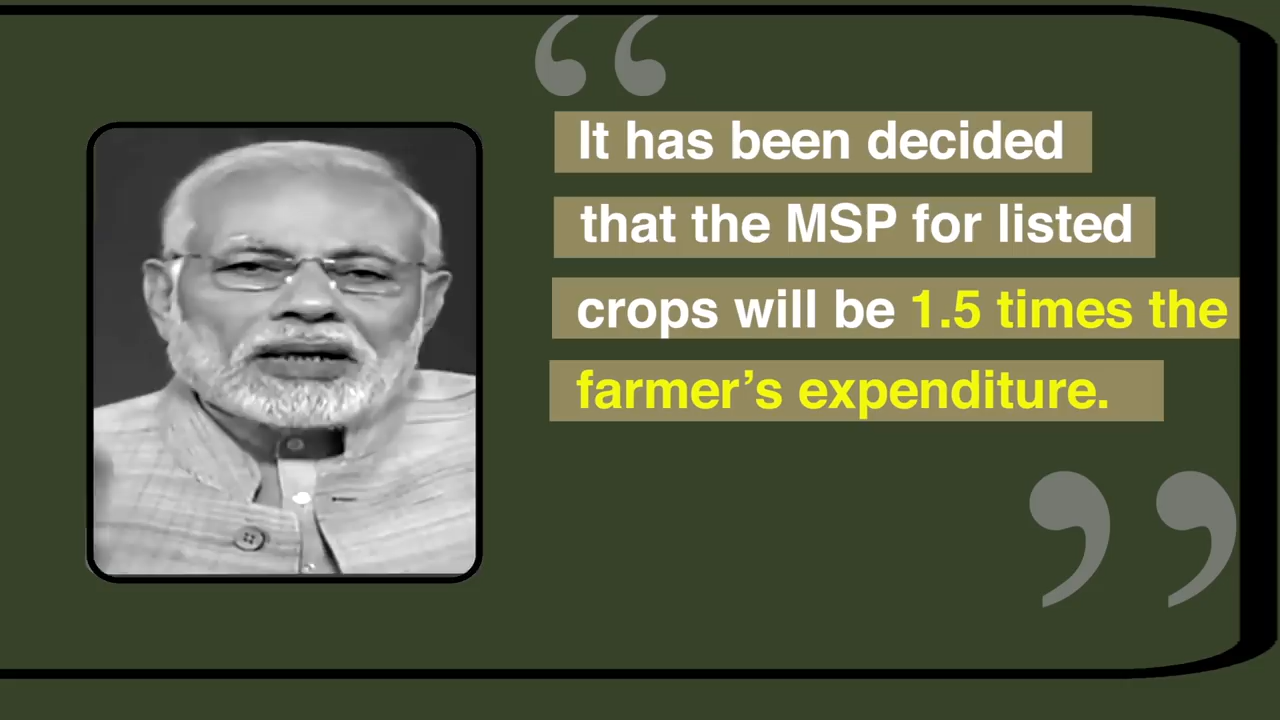 “
It has been decided
that the MSP for listed
crops will be 1.5 times the
farmer’s expenditure.
”